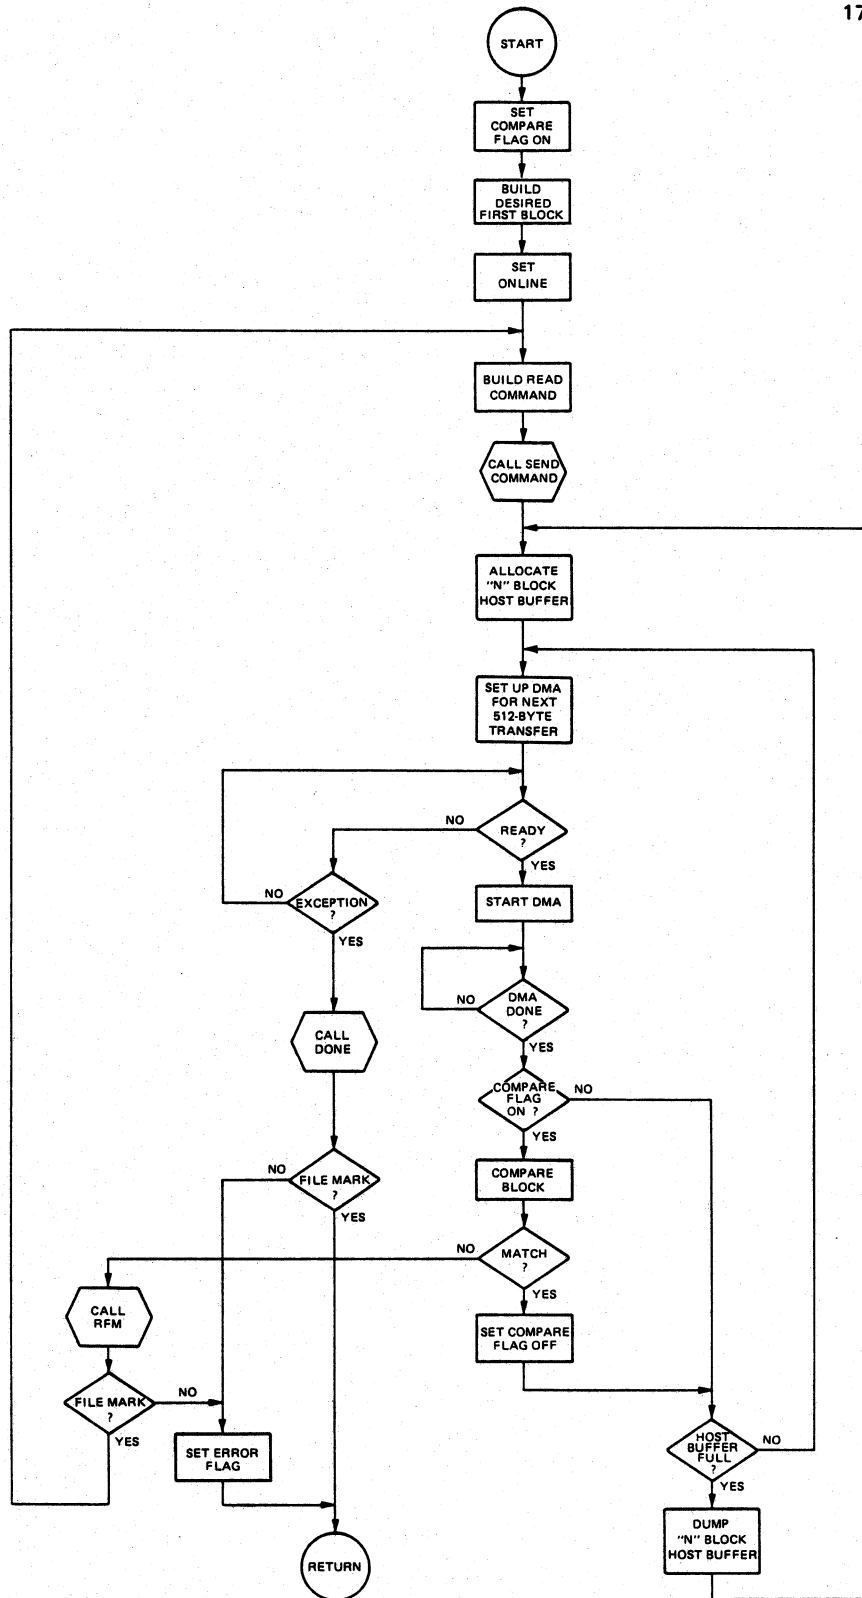 17
START
SET
COMPARE
FLAG ON
BUILD
DESIRED
FIRST BLOCK
SET
ONLINE
BUILD READ
COMMAND
CALL SEND
COMMAND
ALLOCATE
"N" BLOCK
HOST BUFFER
SET UP DMA
FOR NEXT
512-BYTE
TRANSFER
NO
READY
?
YES
NO
EXCEPTION
?
YES
START DMA
NO
DMA
DONE
?
YES
CALL
DONE
COMPARE
FLAG
ON ?
NO
YES
NO
FILE MARK
?
YES
COMPARE
BLOCK
NO
MATCH
?
YES
CALL
RFM
SET COMPARE
FLAG OFF
FILE MARK
?
NO
YES
SET ERROR
FLAG
HOST
BUFFER
FULL
?
NO
YES
DUMP
"N" BLOCK
HOST BUFFER
RETURN